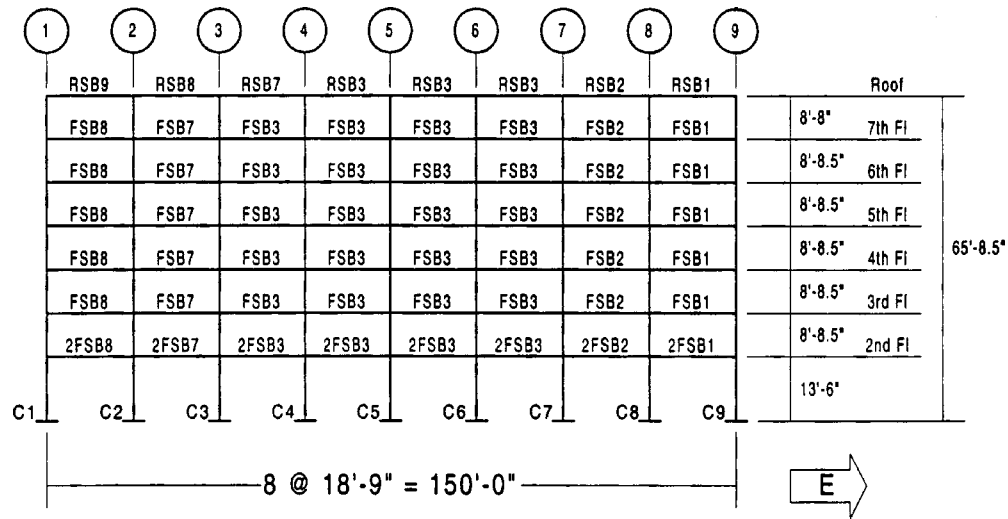 1 2 3 4 5 6 7 8 9
RSB9 RSB8 RSB7 RSB3 RSB3 RSB3 RSB2 RSB1 Roof
8'-8"
FSB8 FSB7 FSB3 FSB3 FSB3 FSB3 FSB2 FSB1 7th Fl
8'-8.5"
FSB8 FSB7 FSB3 FSB3 FSB3 FSB3 FSB2 FSB1 6th Fl
8'-8.5"
FSB8 FSB7 FSB3 FSB3 FSB3 FSB3 FSB2 FSB1 5th Fl
8'-8.5"
FSB8 FSB7 FSB3 FSB3 FSB3 FSB3 FSB2 FSB1 4th Fl
65'-8.5"
8'-8.5"
FSB8 FSB7 FSB3 FSB3 FSB3 FSB3 FSB2 FSB1 3rd Fl
8'-8.5"
2FSB8 2FSB7 2FSB3 2FSB3 2FSB3 2FSB3 2FSB2 2FSB1 2nd Fl
13'-6"
C1 C2 C3 C4 C5 C6 C7 C8 C9
8 @ 18'-9" = 150'-0"
E